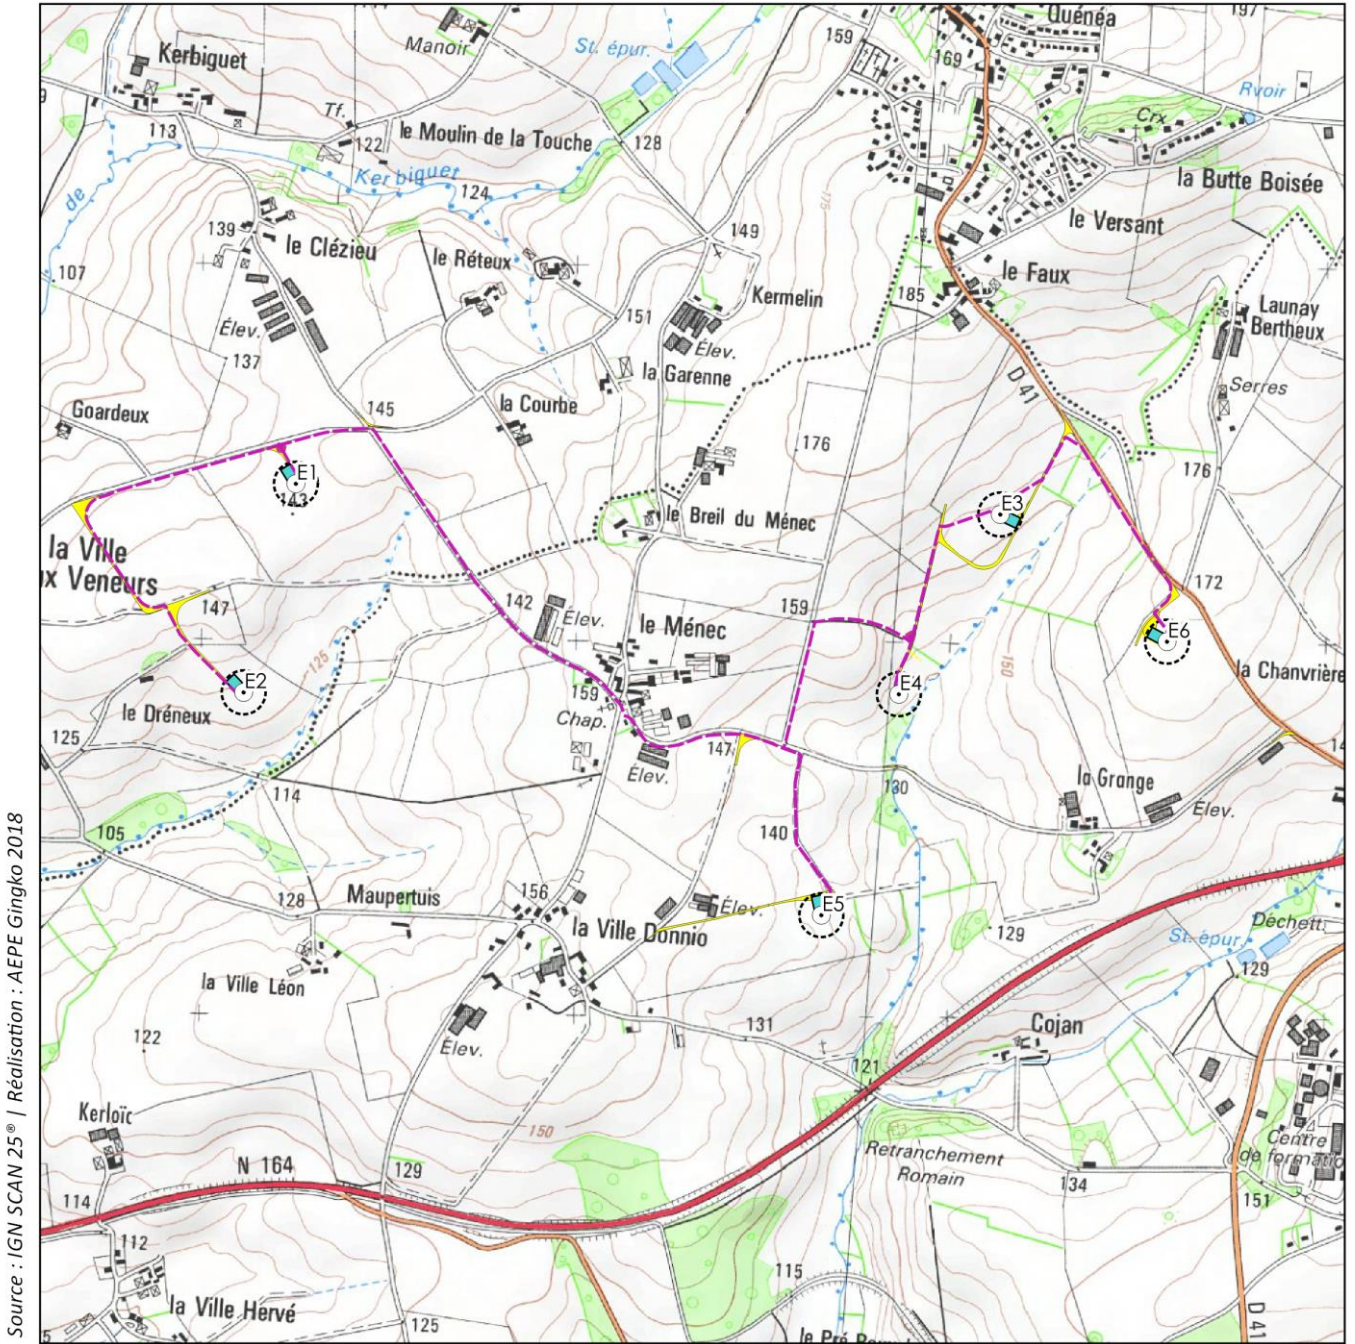 Quénéa
197
159
Kerbiguet
Manoir
St. épur.
169
Rvoir
Tf.
Crx
113
122
le Moulin de la Touche
128
Kerbiguet
124
la Butte Boisée
de
le Versant
139
le Clézieu
149
le Réteux
175
le Faux
107
185
Kermelin
Launay
Bertheux
151
Élev.
Élev.
137
la Garenne
D 41
Serres
Goardeux
145
la Courbe
176
176
E1
143
E3
le Breil du Ménec
la Ville
ux Veneurs
172
147
142
Élev.
159
le Ménec
E6
125
150
la Chanvrière
E2
E4
le Dréneux
159
Chap.
125
147
Élev.
la Grange
114
130
Élev.
105
140
Maupertuis
156
128
Élev.
E5
la Ville Donnio
129
Déchett.
St. épur.
129
la Ville Léon
131
Cojan
122
Élev.
121
Kerloïc
150
Centre
de formatio
Retranchement
Romain
N 164
129
134
151
114
112
115
la Ville Hervé
125
D 41
Source : IGN SCAN 25® | Réalisation : AEPE Gingko 2018